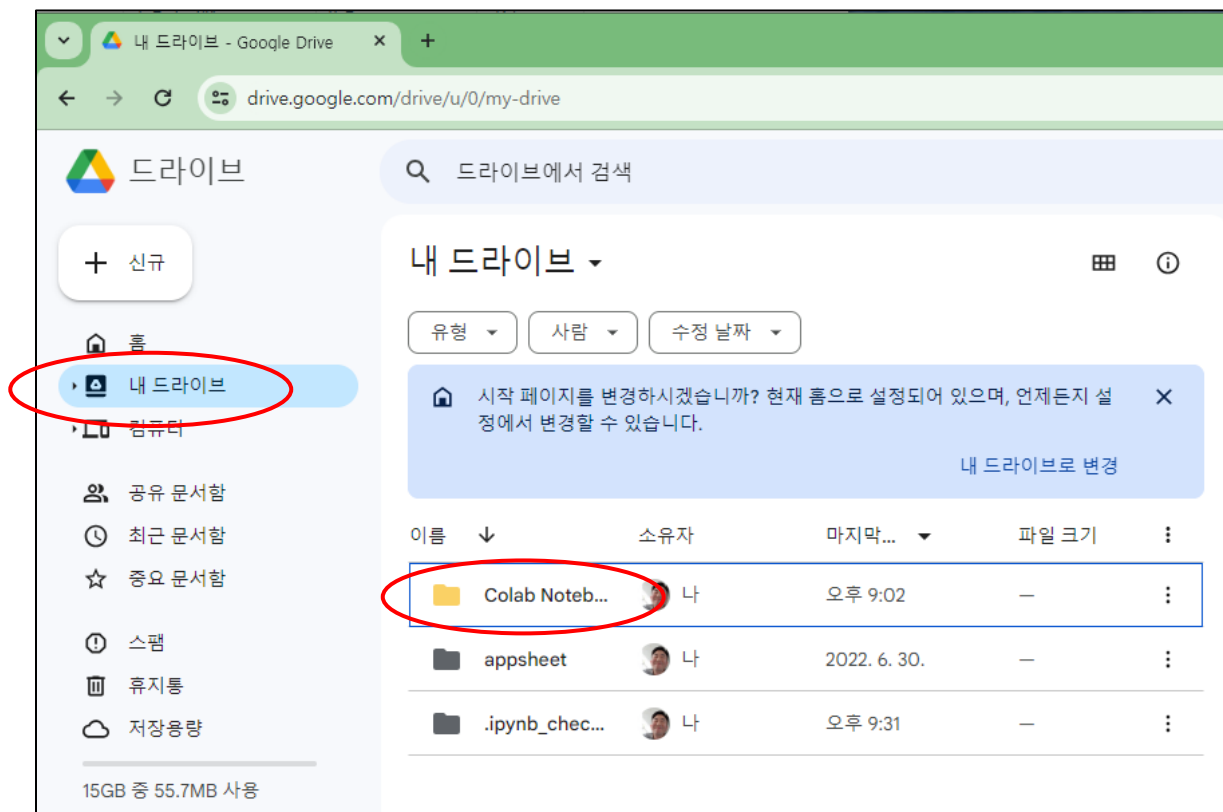 내 드라이브 - Google Drive
drive.google.com/drive/u/0/my-drive
드라이브
드라이브에서 검색
신규
홈
내 드라이브
컴퓨터
공유 문서함
최근 문서함
중요 문서함
스팸
휴지통
저장용량
15GB 중 55.7MB 사용
내 드라이브
유형 사람 수정 날짜
시작 페이지를 변경하시겠습니까? 현재 홈으로 설정되어 있으며, 언제든지 설
정에서 변경할 수 있습니다.
내 드라이브로 변경
이름 소유자 마지막... 파일 크기
Colab Noteb... 나 오후 9:02 —
appsheet 나 2022. 6. 30. —
.ipynb_chec... 나 오후 9:31 —